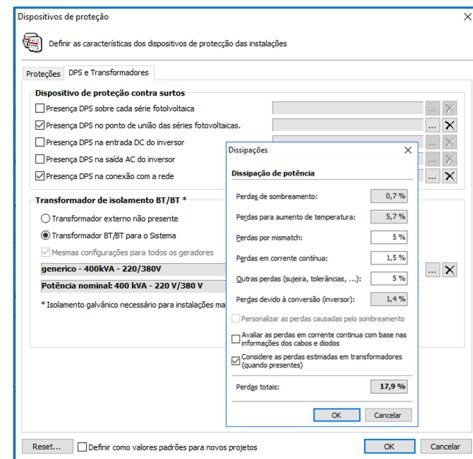 Dispositivos de proteção
Definir as características dos dispositivos de protecção das instalações
Proteções
DPS e Transformadores
Dispositivo de proteção contra surtos
Presença DPS sobre cada série fotolvoltaica
...
Presença DPS no ponto de união das séries fotovoltaicas.
...
Presença DPS na entrada DC do inversor
...
Presença DPS na saída AC do inversor
...
Presença DPS na conexão com a rede
...
Transformador de isolamento BT/BT *
Transformador externo não presente
Transformador BT/BT para o Sistema
Mesmas configurações para todos os geradores
generico - 400kVA - 220/380V
...
Potência nominal: 400 kVA - 220 V/380 V
* Isolamento galvânico necessário para instalações
Dissipações
Dissipação de potência
Perdas de sombreamento: 0,7 %
Perdas para aumento de temperatura: 5,7 %
Perdas por mismatch: 5 %
Perdas em corrente contínua: 1,5 %
Outras perdas (sujeira, tolerâncias, ...): 5 %
Perdas devido à conversão (inversor): 1,4 %
Personalizar as perdas causadas pelo sombreamento
Avaliar as perdas em corrente continua com base nas
informações dos cabos e diodos
Considere as perdas estimadas em transformadores
(quando presentes)
Perdas totais: 17,9 %
OK
Cancelar
Reset...
Definir como valores padrões para novos projetos
OK
Cancelar